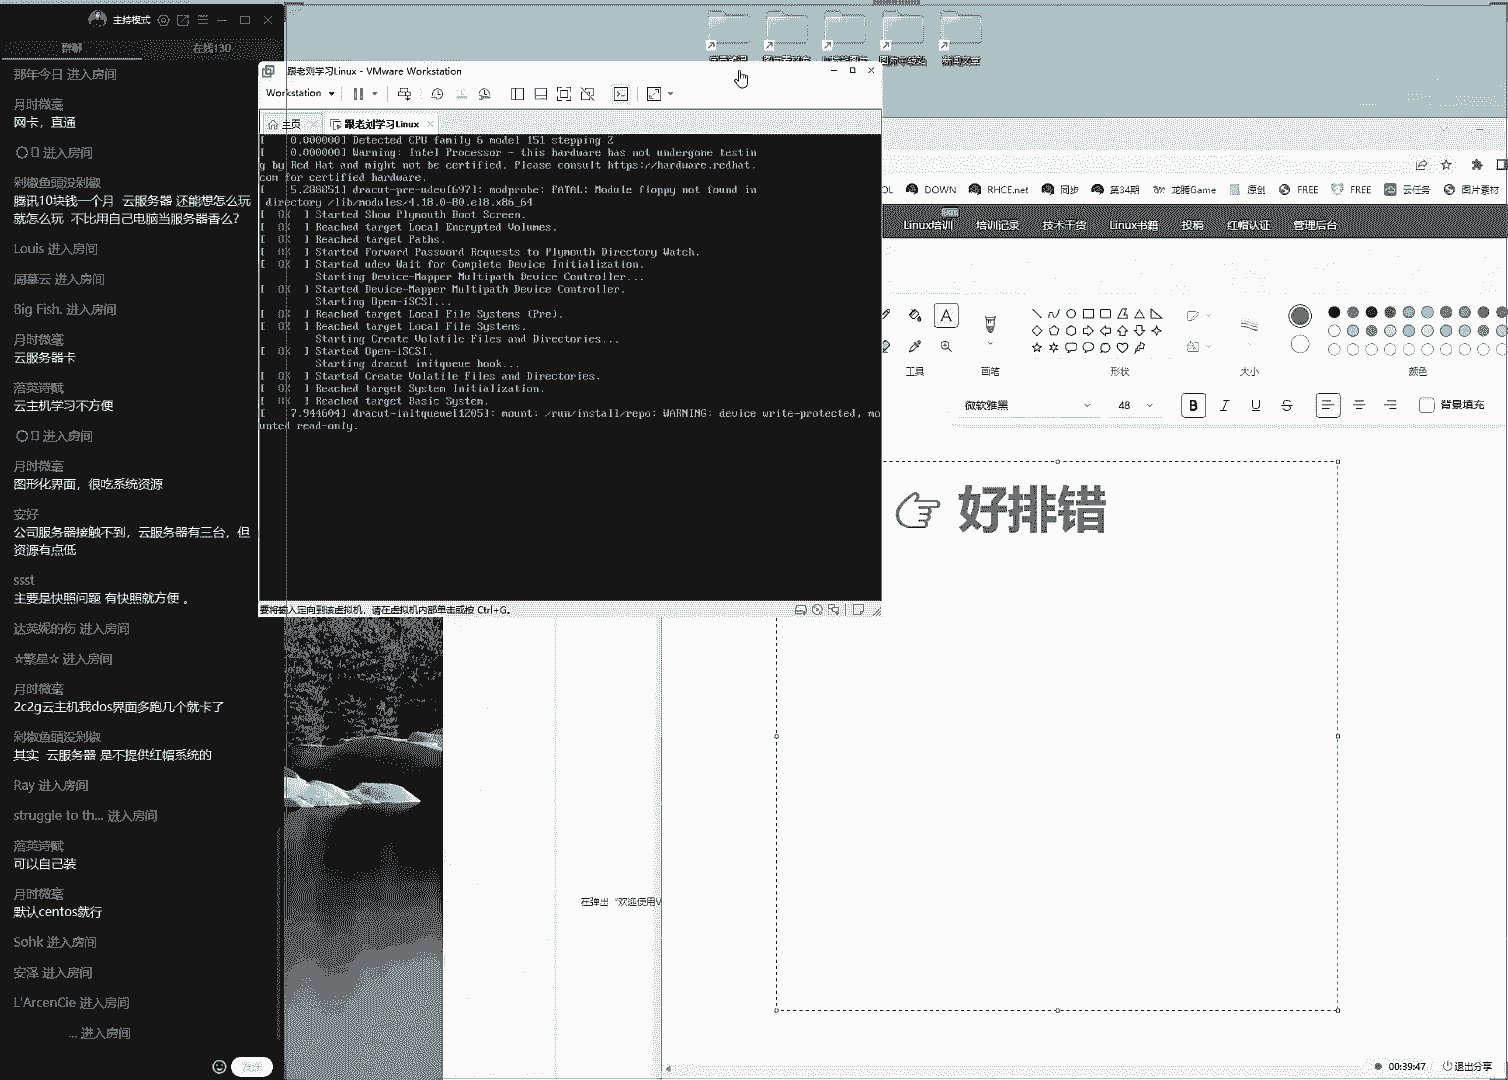 主持模式
群聊
在线130
那年今日 进入房间
月时微毫
网卡，直通
进入房间
剁椒鱼頭没剁椒
腾讯10块钱一个月 云服务器 还能想怎么玩
就怎么玩 不比用自己电脑当服务器香么？
Louis 进入房间
周慕云 进入房间
Big Fish. 进入房间
月时微毫
云服务器卡
落英诗赋
云主机学习不方便
进入房间
月时微毫
图形化界面，很吃系统资源
安好
公司服务器接触不到，云服务器有三台，但
资源有点低
ssst
主要是快照问题 有快照就方便 。
达芙妮的伤 进入房间
☆繁星☆ 进入房间
月时微毫
2c2g云主机我dos界面多跑几个就卡了
剁椒鱼頭没剁椒
其实 云服务器 是不提供红帽系统的
Ray 进入房间
struggle to th... 进入房间
落英诗赋
可以自己装
月时微毫
默认centos就行
Sohk 进入房间
安泽 进入房间
L'ArcenCie 进入房间
... 进入房间
发送
跟老刘学习Linux - VMware Workstation
Workstation
主页
跟老刘学习Linux
[    0.000000] Detected CPU family 6 model 151 stepping 2
[    0.000000] Warning: Intel Processor - this hardware has not undergone testin
g by Red Hat and might not be certified. Please consult https://hardware.redhat.
com for certified hardware.
[    5.288851] dracut-pre-udev[697]: modprobe: FATAL: Module floppy not found in
directory /lib/modules/4.18.0-80.el8.x86_64
[  OK  ] Started Show Plymouth Boot Screen.
[  OK  ] Reached target Local Encrypted Volumes.
[  OK  ] Reached target Paths.
[  OK  ] Started Forward Password Requests to Plymouth Directory Watch.
[  OK  ] Started udev Wait for Complete Device Initialization.
Starting Device-Mapper Multipath Device Controller...
[  OK  ] Started Device-Mapper Multipath Device Controller.
Starting Open-iSCSI...
[  OK  ] Reached target Local File Systems (Pre).
[  OK  ] Reached target Local File Systems.
Starting Create Volatile Files and Directories...
[  OK  ] Started Open-iSCSI.
Starting dracut initqueue hook...
[  OK  ] Started Create Volatile Files and Directories.
[  OK  ] Reached target System Initialization.
[  OK  ] Reached target Basic System.
[    7.944604] dracut-initqueue[1205]: mount: /run/install/repo: WARNING: device write-protected, mo
unted read-only.
要将输入定向到该虚拟机，请在虚拟机内部单击或按 Ctrl+G。
OL
DOWN
RHCE.net
同步
第34期
龙腾Game
原创
FREE
FREE
云任务
图片素材
Linux培训
培训记录
技术干货
Linux书籍
投稿
红帽认证
管理后台
A
工具
画笔
形状
大小
颜色
微软雅黑
48
B
I
U
S
背景填充
好排错
在弹出“欢迎使用V
00:39:47
退出分享